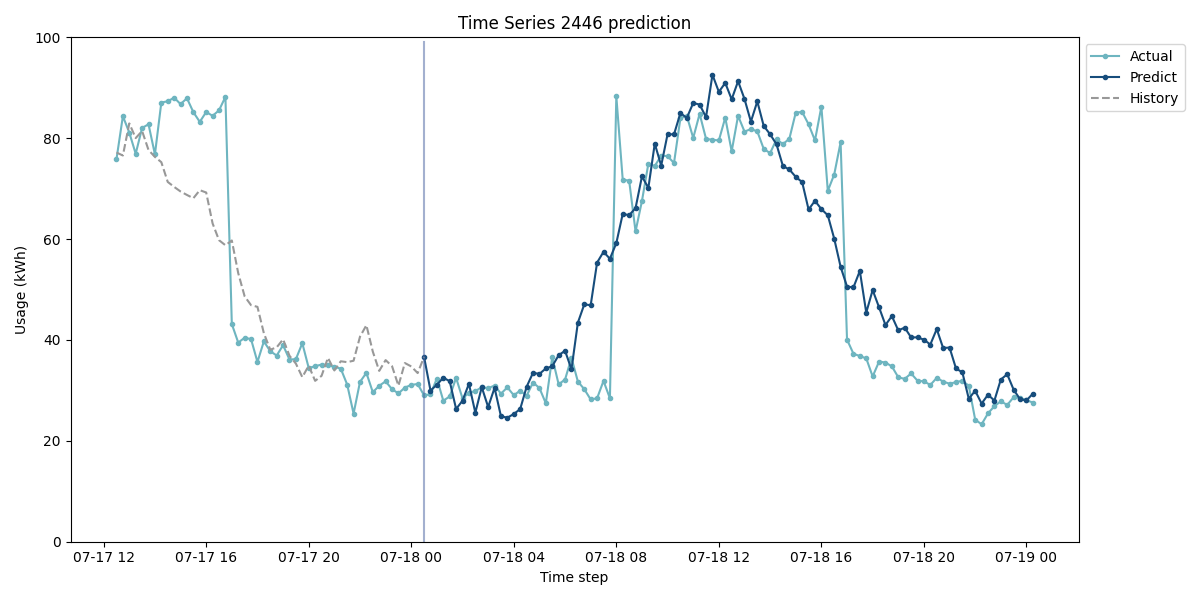 Time Series 2446 prediction
Usage (kWh)
100
80
60
40
20
0
07-17 12
07-17 16
07-17 20
07-18 00
07-18 04
07-18 08
07-18 12
07-18 16
07-18 20
07-19 00
Time step
Actual
Predict
History